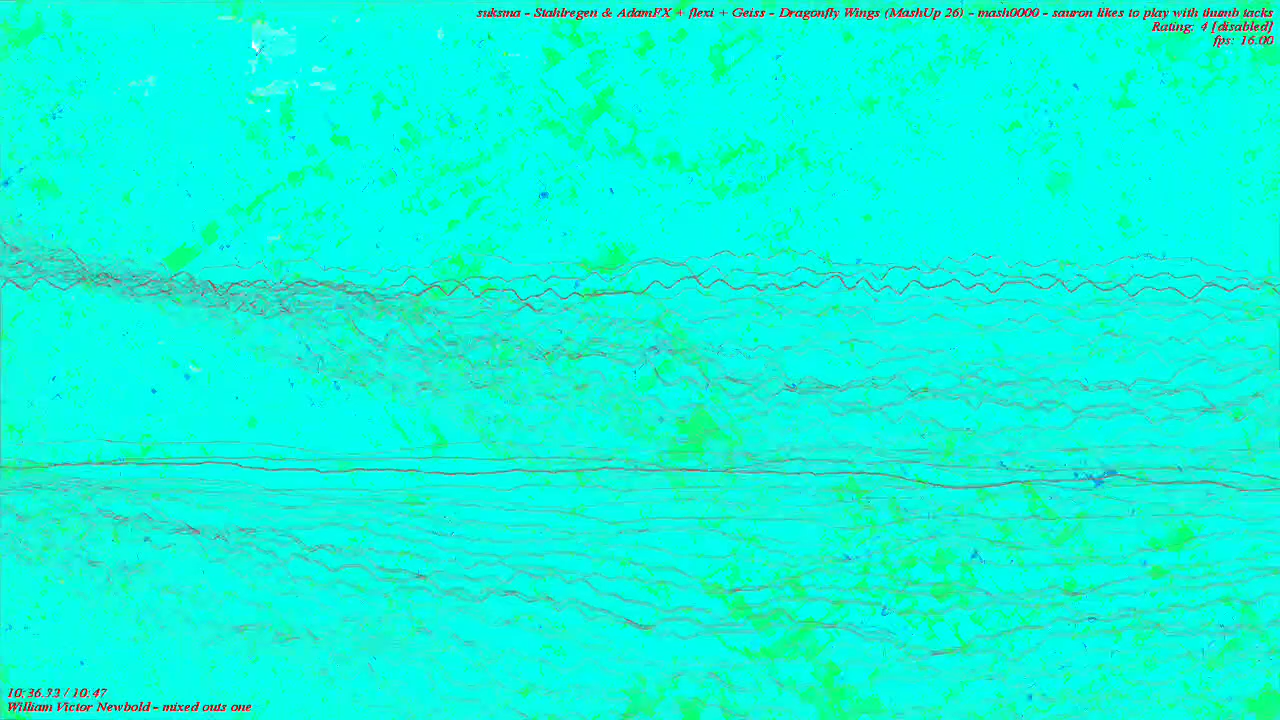 suksma - Stahlregen & AdamFX + flexi + Geiss - Dragonfly Wings (MashUp 26) - mash0000 - sauron likes to play with thumb tacks
Rating: 4 [disabled]
fps: 16.00
10:36.33 / 10:47
William Victor Newbold - mixed outs one